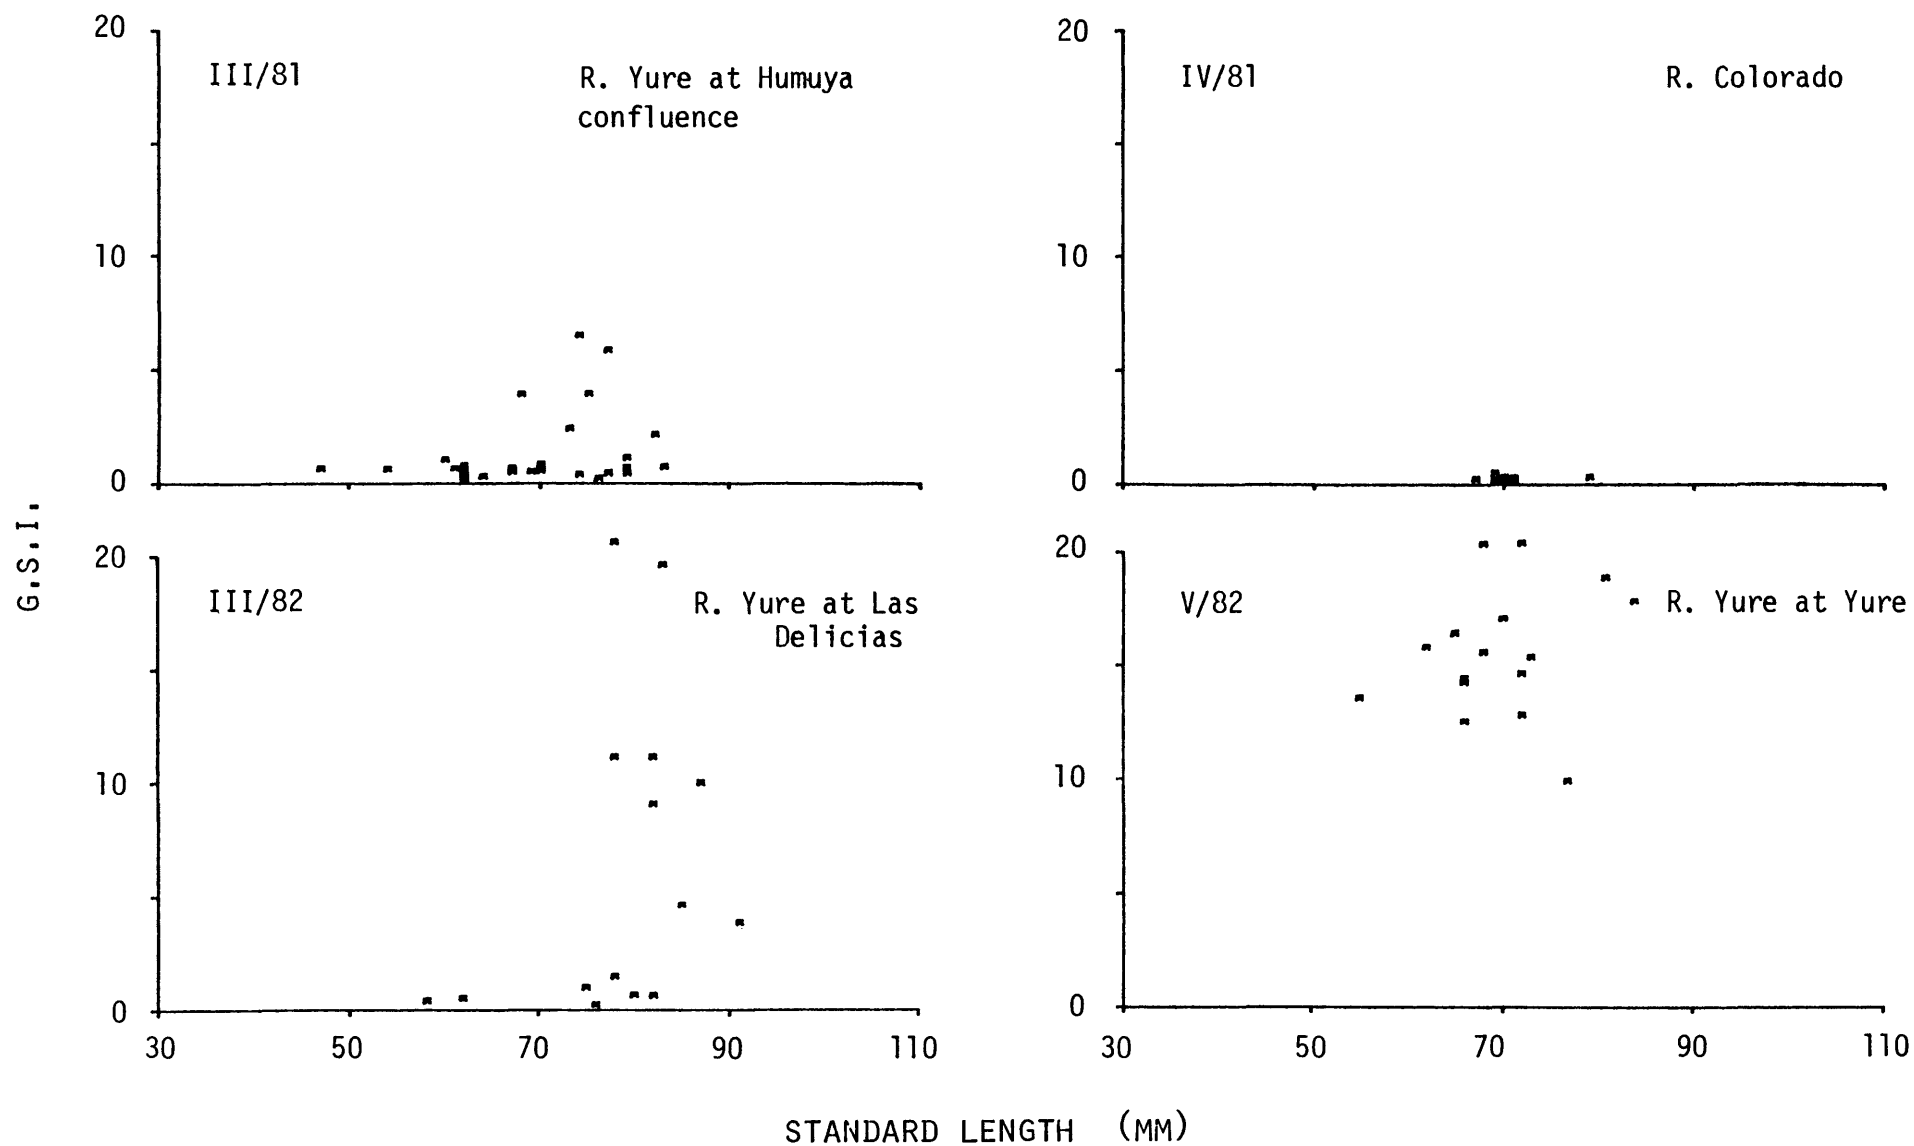 20
III/81
R. Yure at Humuya
confluence
10
0
20
IV/81
R. Colorado
10
0
G.S.I.
20
III/82
R. Yure at Las
Delicias
10
0
30 50 70 90 110
20
V/82
R. Yure at Yure
10
0
30 50 70 90 110
STANDARD LENGTH (MM)